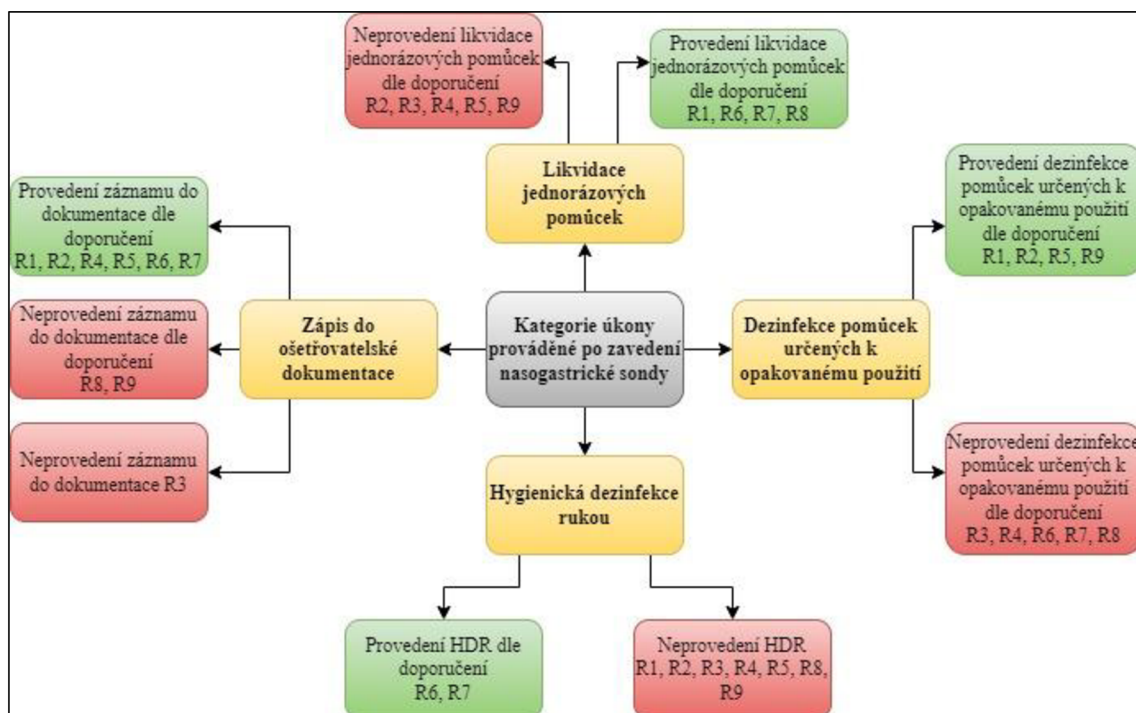 Neprovedení likvidace
jednorázových pomůcek
dle doporučení
R2, R3, R4, R5, R9
Provedení likvidace
jednorázových pomůcek
dle doporučení
R1, R6, R7, R8
Likvidace
jednorázových
pomůcek
Provedení záznamu do
dokumentace dle
doporučení
R1, R2, R4, R5, R6, R7
Neprovedení záznamu
do dokumentace dle
doporučení
R8, R9
Neprovedení záznamu
do dokumentace R3
Zápis do
ošetřovatelské
dokumentace
Kategorie úkony
prováděné po zavedení
nasogastrické sondy
Dezinfekce pomůcek
určených k
opakovanému použití
Provedení dezinfekce
pomůcek určených k
opakovanému použití
dle doporučení
R1, R2, R5, R9
Neprovedení dezinfekce
pomůcek určených k
opakovanému použití
dle doporučení
R3, R4, R6, R7, R8
Hygienická dezinfekce
rukou
Provedení HDR dle
doporučení
R6, R7
Neprovedení HDR
R1, R2, R3, R4, R5, R8,
R9